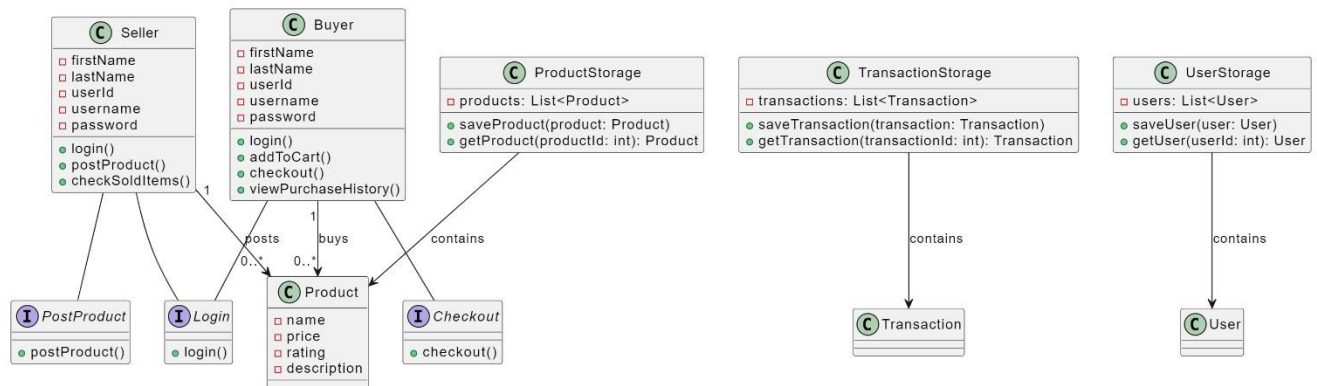 C Seller
firstName
lastName
userId
username
password
login()
postProduct()
checkSoldItems()
C Buyer
firstName
lastName
userId
username
password
login()
addToCart()
checkout()
viewPurchaseHistory()
C ProductStorage
products: List<Product>
saveProduct(product: Product)
getProduct(productId: int): Product
C TransactionStorage
transactions: List<Transaction>
saveTransaction(transaction: Transaction)
getTransaction(transactionId: int): Transaction
C UserStorage
users: List<User>
saveUser(user: User)
getUser(userId: int): User
1
posts
0..*
1
buys
0..*
contains
contains
contains
I PostProduct
postProduct()
I Login
login()
C Product
name
price
rating
description
I Checkout
checkout()
C Transaction
C User